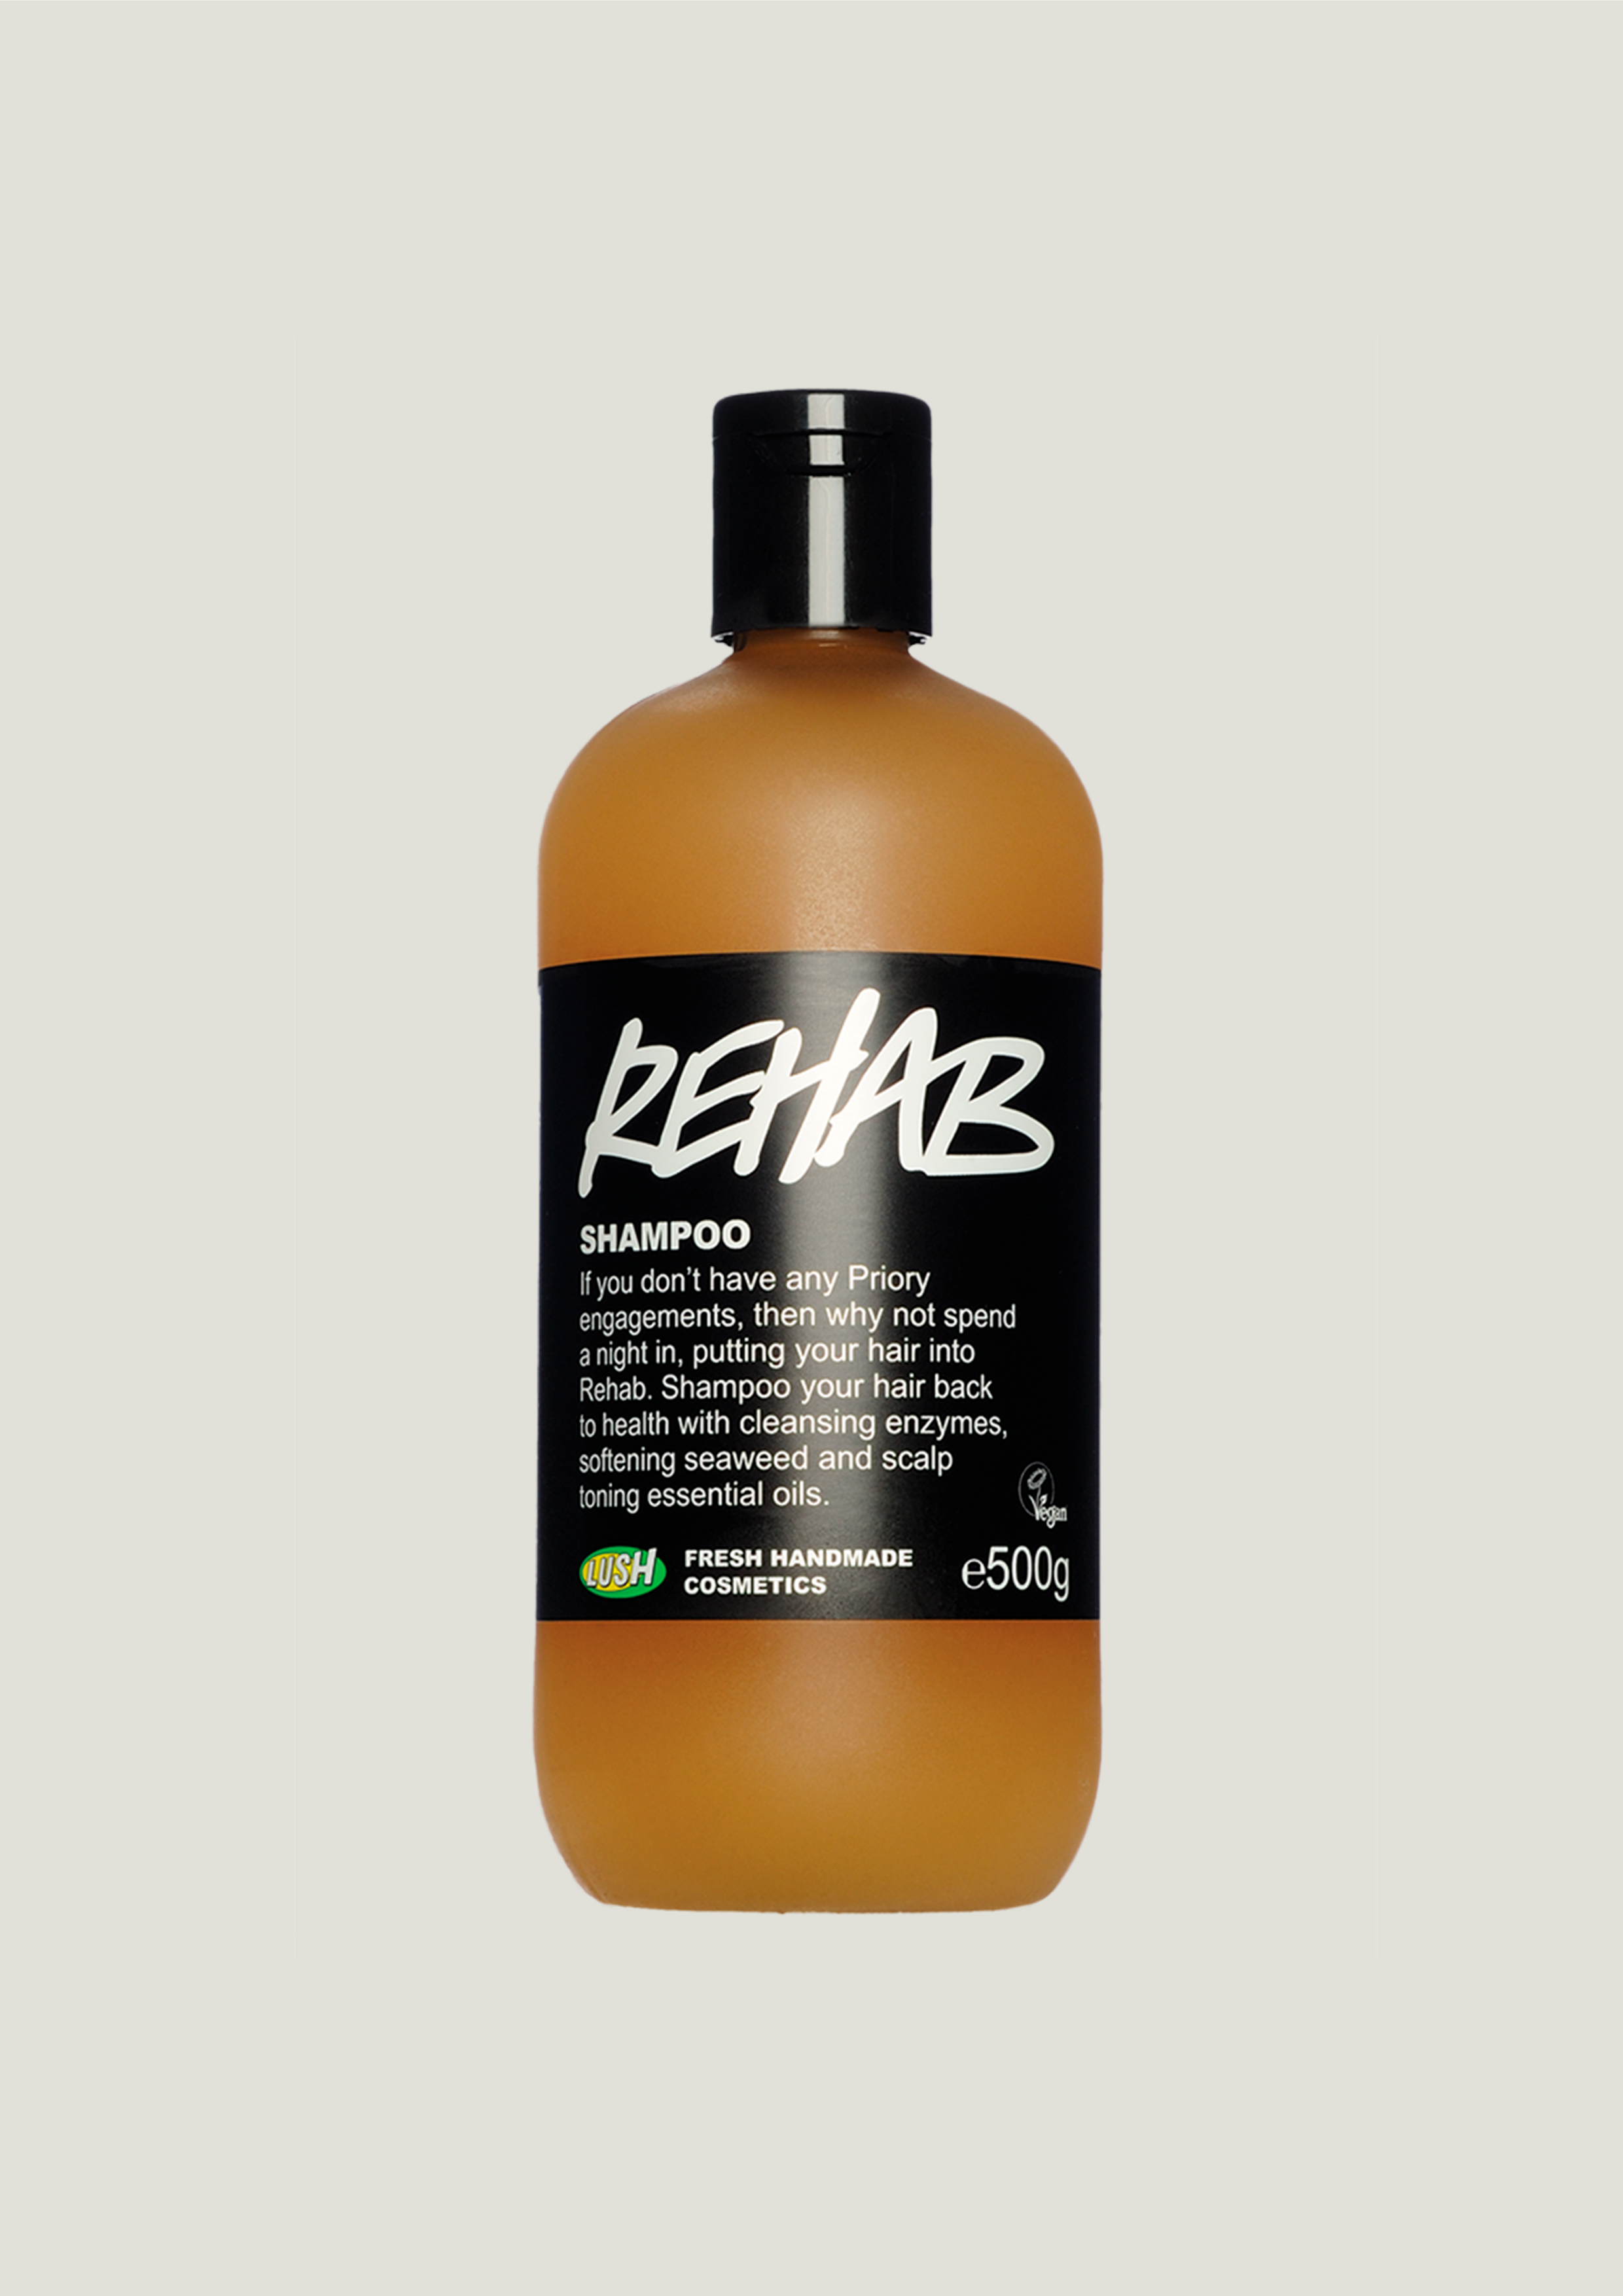 REHAB
SHAMPOO
If you don't have any Priory
engagements, then why not spend
a night in, putting your hair into
Rehab. Shampoo your hair back
to health with cleansing enzymes,
softening seaweed and scalp
toning essential oils.
Vegan
LUSH
FRESH HANDMADE
COSMETICS
e500g